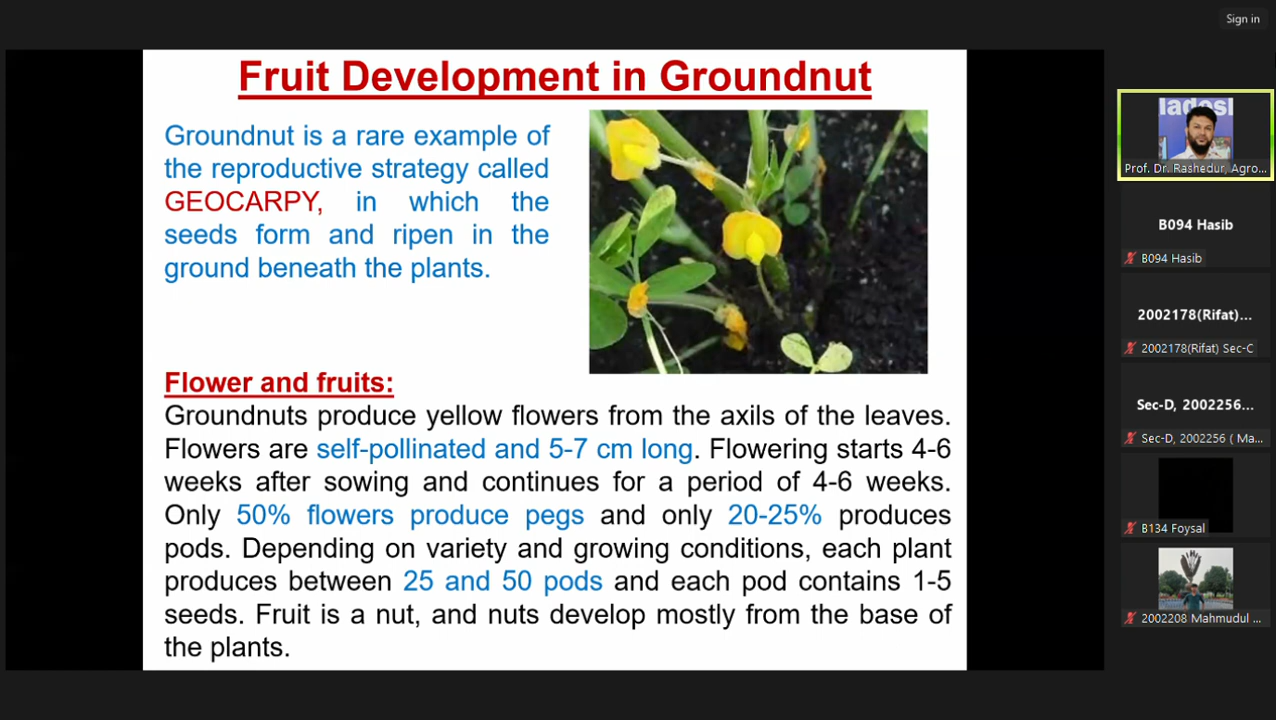 Sign in
Fruit Development in Groundnut
Groundnut is a rare example of
the reproductive strategy called
GEOCARPY, in which the
seeds form and ripen in the
ground beneath the plants.
Flower and fruits:
Groundnuts produce yellow flowers from the axils of the leaves.
Flowers are self-pollinated and 5-7 cm long. Flowering starts 4-6
weeks after sowing and continues for a period of 4-6 weeks.
Only 50% flowers produce pegs and only 20-25% produces
pods. Depending on variety and growing conditions, each plant
produces between 25 and 50 pods and each pod contains 1-5
seeds. Fruit is a nut, and nuts develop mostly from the base of
the plants.
ladesl
Prof. Dr. Rashedur, Agro...
B094 Hasib
B094 Hasib
2002178(Rifat)...
2002178(Rifat) Sec-C
Sec-D, 2002256...
Sec-D, 2002256 ( Ma...
B134 Foysal
2002208 Mahmudul ...